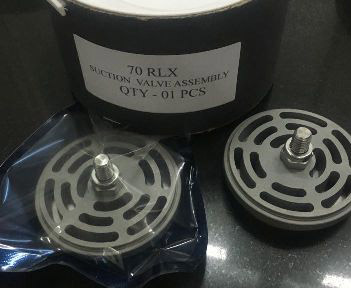 70 RLX
SUCTION VALVE ASSEMBLY
QTY - 01 PCS